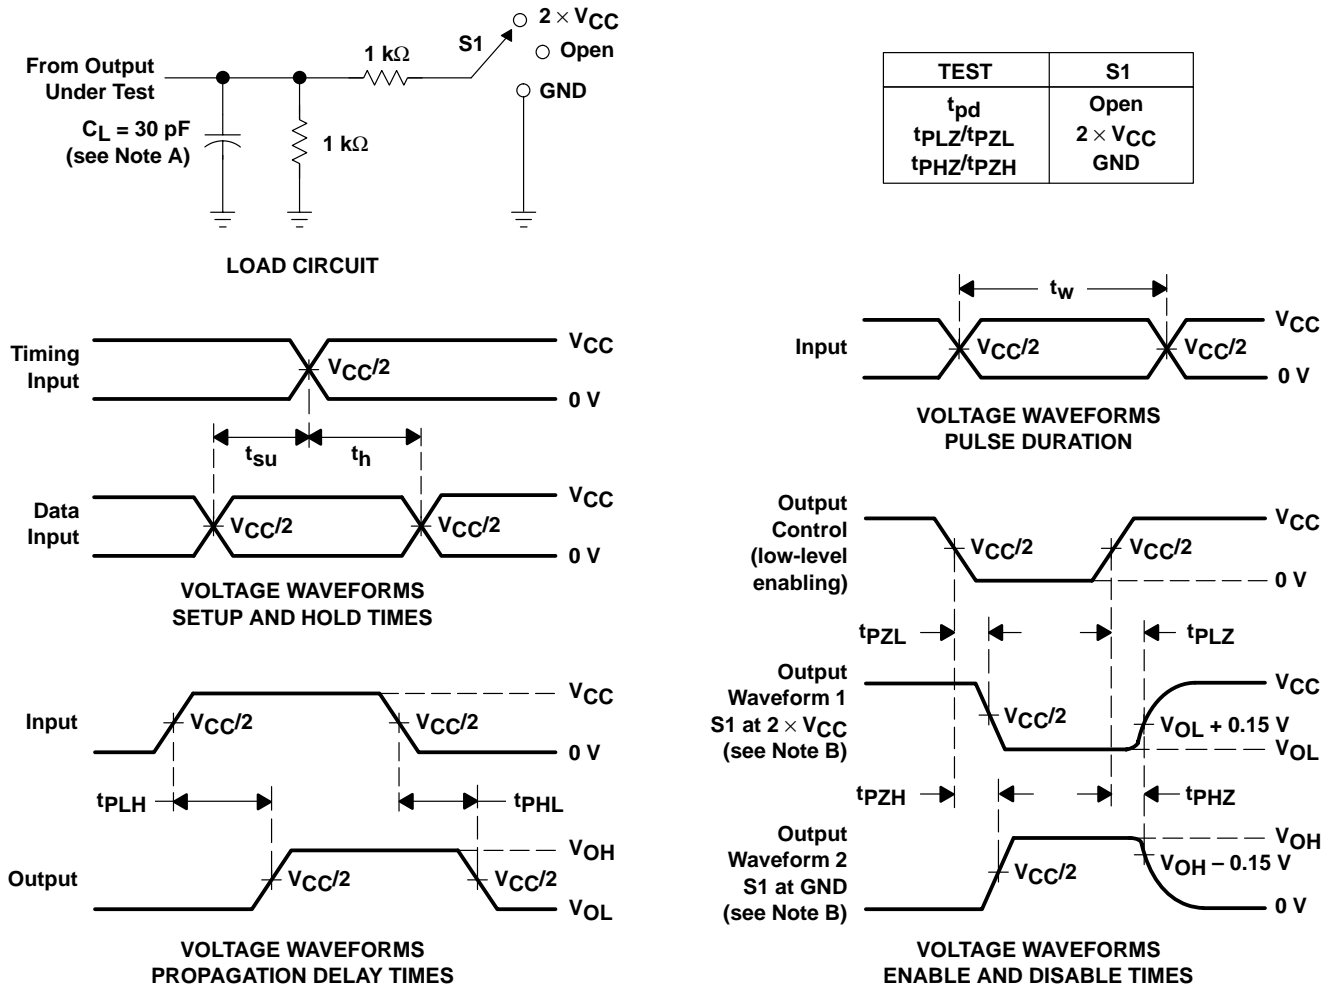 2 × VCC
S1
Open
1 kΩ
From Output
Under Test
GND
CL = 30 pF
(see Note A)
1 kΩ
LOAD CIRCUIT
TEST S1
tpd Open
tPLZ/tPZL 2 × VCC
tPHZ/tPZH GND
tw
Input
VCC/2 VCC/2
VCC
0 V
VOLTAGE WAVEFORMS
PULSE DURATION
Timing
Input
VCC/2
VCC
0 V
tsu th
Data
Input
VCC/2 VCC/2
VCC
0 V
VOLTAGE WAVEFORMS
SETUP AND HOLD TIMES
Input
VCC/2 VCC/2
VCC
0 V
tPLH tPHL
Output
VCC/2 VCC/2
VOH
VOL
VOLTAGE WAVEFORMS
PROPAGATION DELAY TIMES
Output
Control
(low-level
enabling)
VCC/2 VCC/2
VCC
0 V
tPZL tPLZ
Output
Waveform 1
S1 at 2 × VCC
(see Note B)
VCC/2
VCC
VOL + 0.15 V
VOL
tPZH tPHZ
Output
Waveform 2
S1 at GND
(see Note B)
VCC/2
VOH
VOH – 0.15 V
0 V
VOLTAGE WAVEFORMS
ENABLE AND DISABLE TIMES